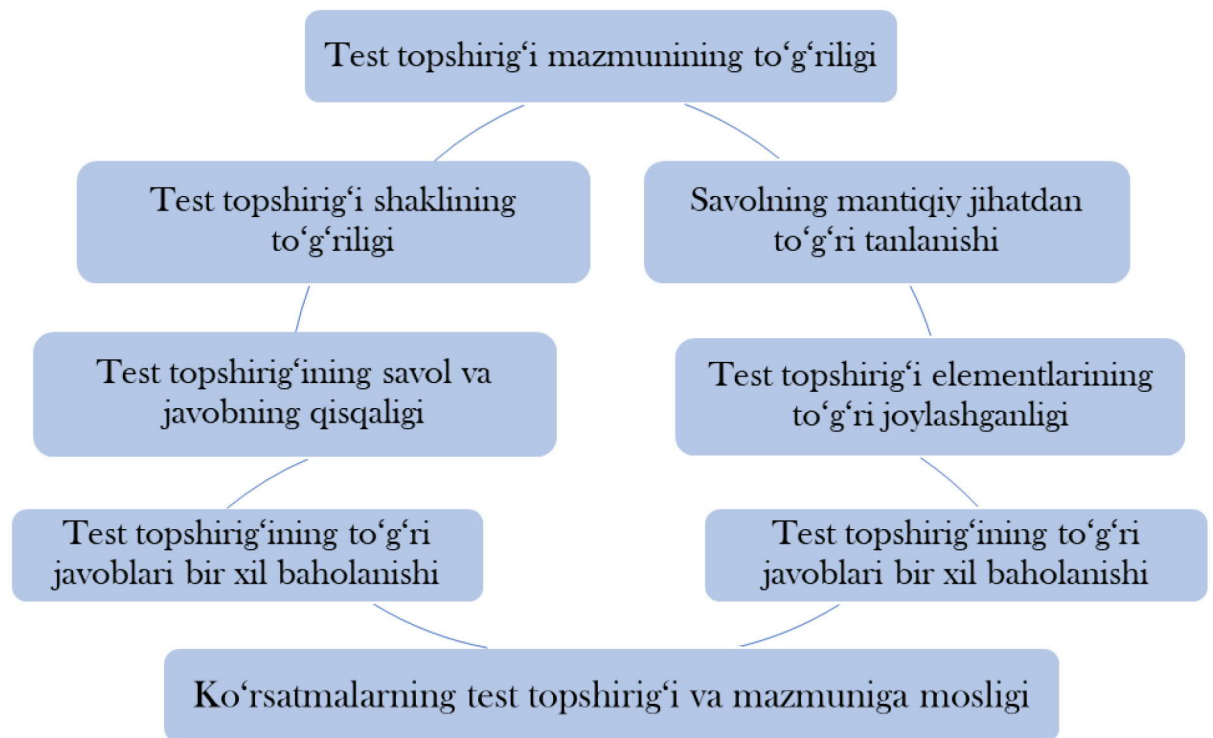 Test topshirig‘i mazmunining to‘g‘riligi
Test topshirig‘i shaklining
to‘g‘riligi
Savolning mantiqiy jihatdan
to‘g‘ri tanlanishi
Test topshirig‘ining savol va
javobning qisqaligi
Test topshirig‘i elementlarining
to‘g‘ri joylashganligi
Test topshirig‘ining to‘g‘ri
javoblari bir xil baholanishi
Test topshirig‘ining to‘g‘ri
javoblari bir xil baholanishi
Ko‘rsatmalarning test topshirig‘i va mazmuniga mosligi